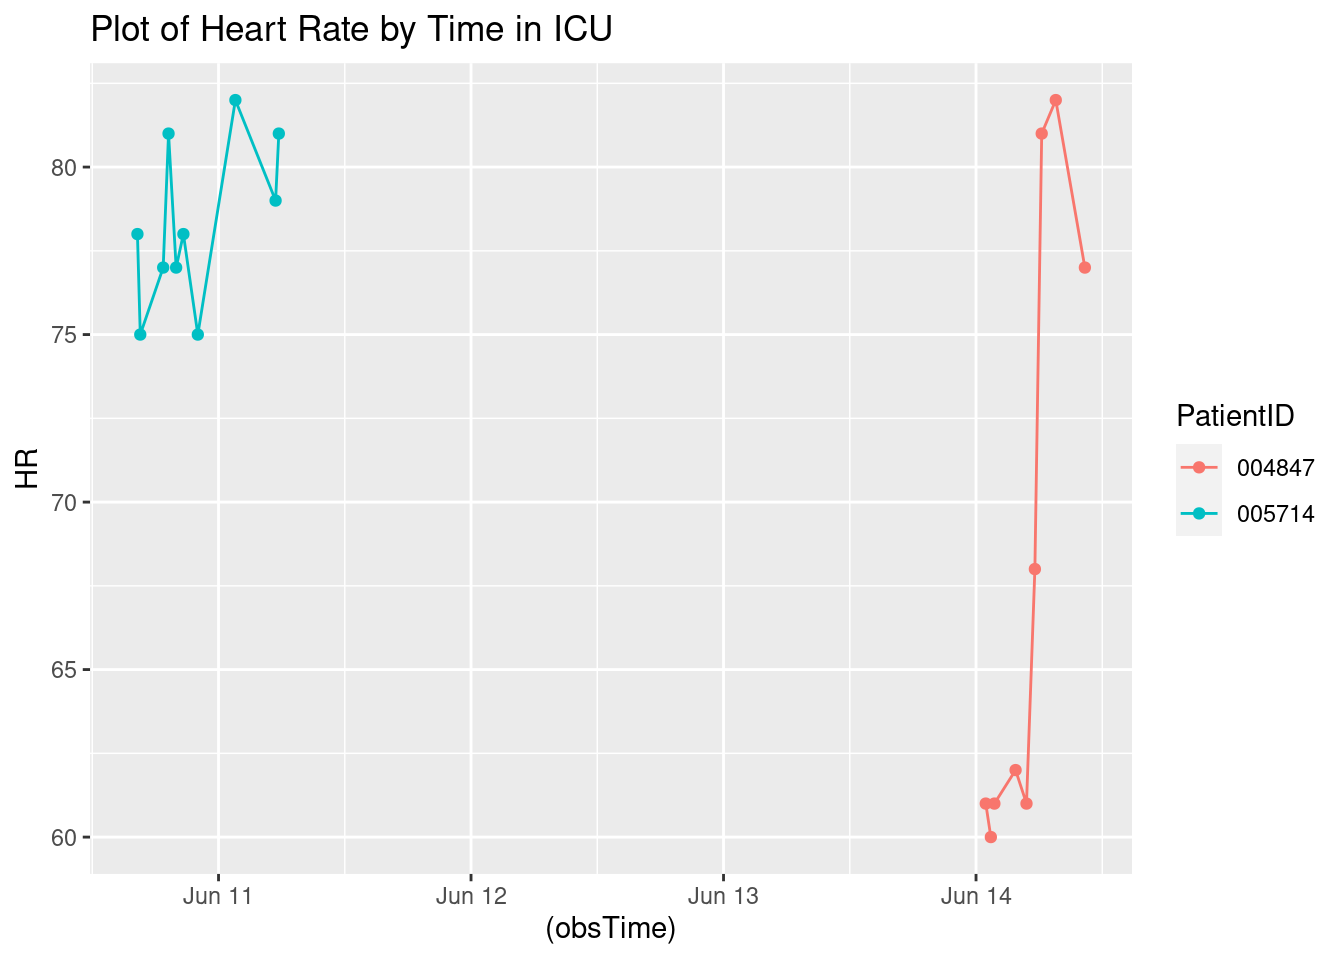 Plot of Heart Rate by Time in ICU
HR
80
75
70
65
60
Jun 11 Jun 12 Jun 13 Jun 14
(obsTime)
PatientID
004847
005714